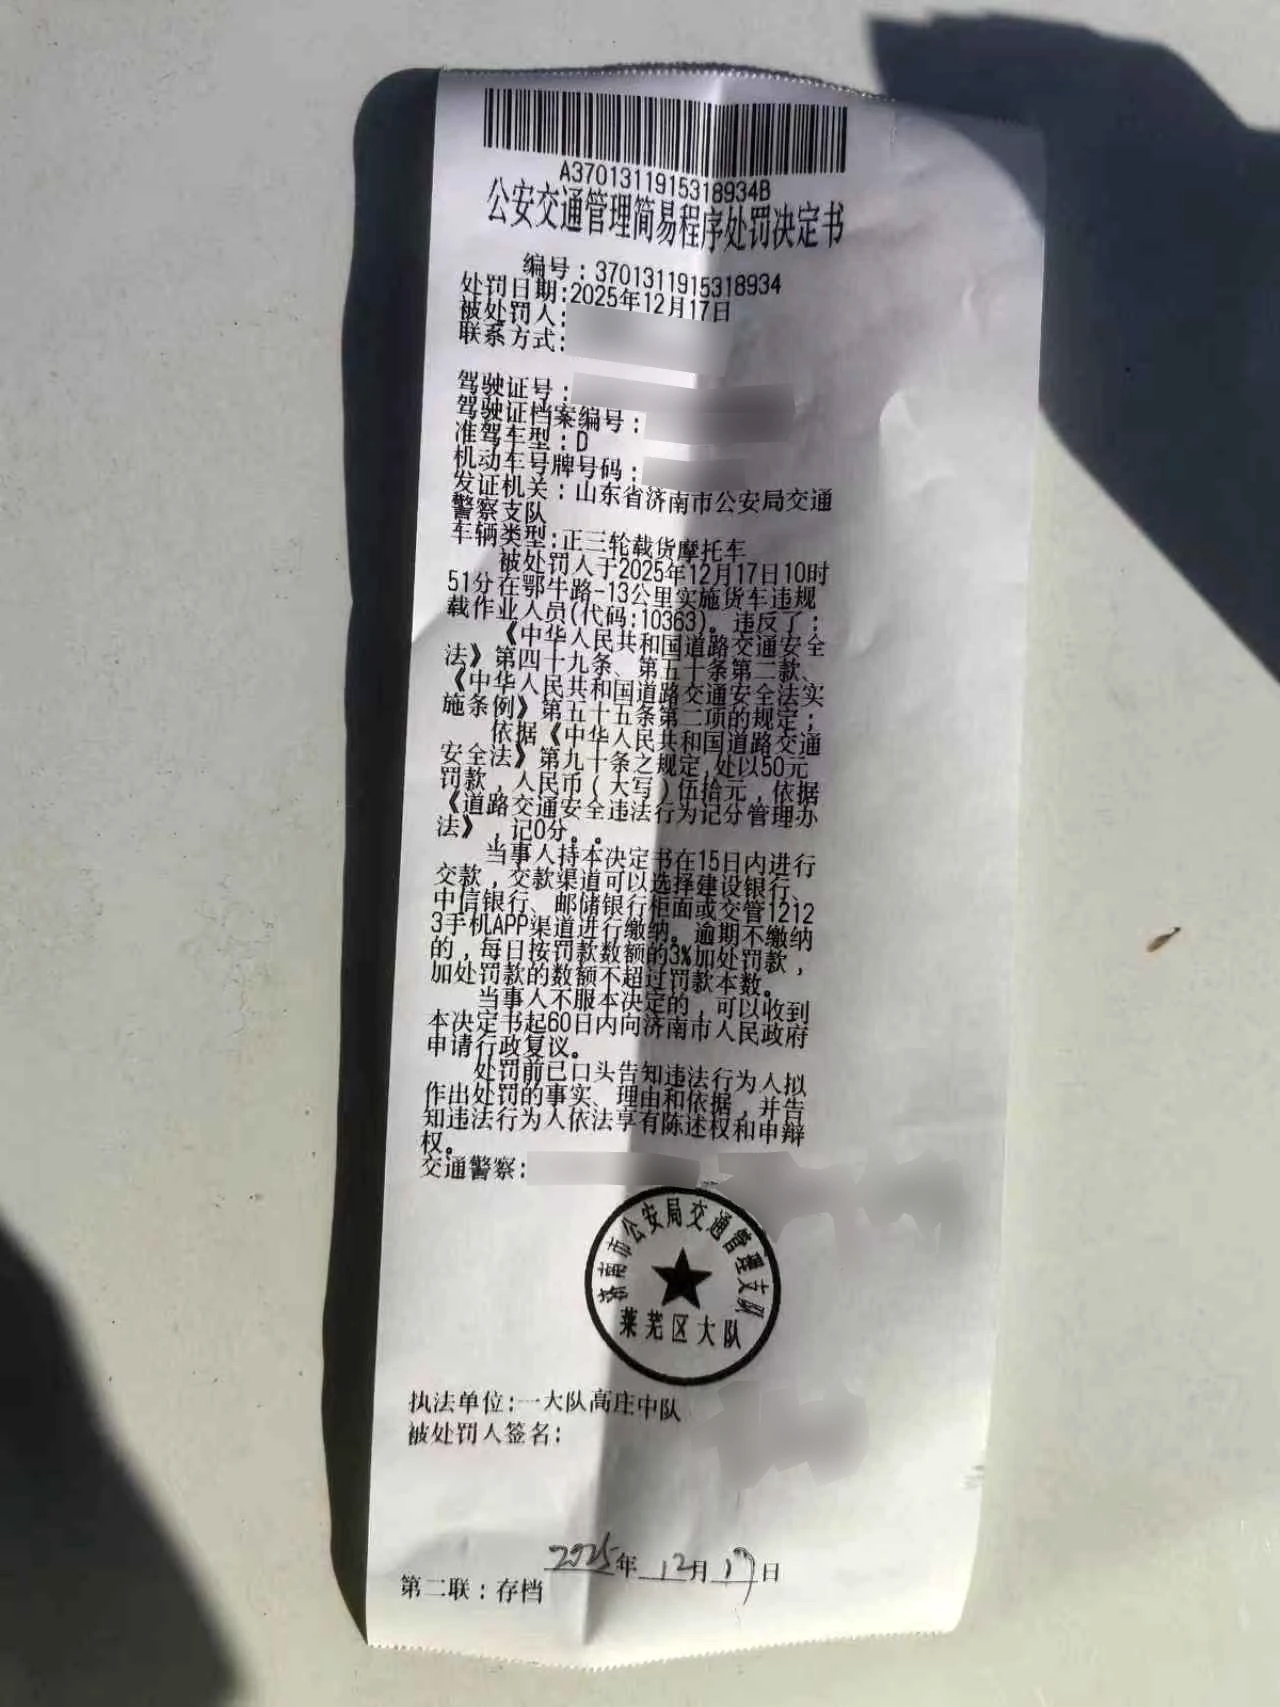 A3701311915318934B
公安交通管理简易程序处罚决定书
编号:3701311915318934
处罚日期:2025年12月17日
被处罚人:
联系方式:
驾驶证号:
驾驶证档案编号:
准驾车型:D
机动车号牌号码:
发证机关:山东省济南市公安局交通
警察支队
车辆类型:正三轮载货摩托车
被处罚人于2025年12月17日10时
51分在鄂牛路-13公里实施货车违规
载作业人员(代码:10363)。违反了:
《中华人民共和国道路交通安全
法》第四十九条、第五十条第二款、
《中华人民共和国道路交通安全法实
施条例》第五十五条第二项的规定;
依据《中华人民共和国道路交通
安全法》第九十条之规定,处以50元
罚款,人民币(大写)伍拾元,依据
《道路交通安全违法行为记分管理办
法》,记0分。。
当事人持本决定书在15日内进行
交款,交款渠道可以选择建设银行、
中信银行、邮储银行柜面或交管1212
3手机APP渠道进行缴纳。逾期不缴纳
的,每日按罚款数额的3%加处罚款,
加处罚款的数额不超过罚款本数。
当事人不服本决定的,可以收到
本决定书起60日内向济南市人民政府
申请行政复议。
处罚前已口头告知违法行为人拟
作出处罚的事实、理由和依据,并告
知违法行为人依法享有陈述权和申辩
权。
交通警察:
济南市公安局交通管理支队
莱芜区大队
执法单位:一大队高庄中队
被处罚人签名:
2025年12月17日
第二联:存档